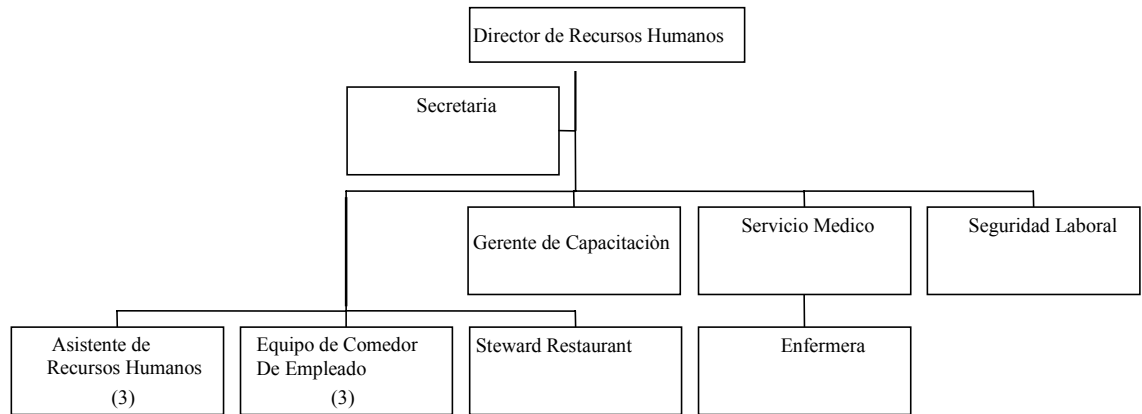 Director de Recursos Humanos
Secretaria
Gerente de Capacitaciòn
Servicio Medico
Seguridad Laboral
Asistente de
Recursos Humanos
(3)
Equipo de Comedor
De Empleado
(3)
Steward Restaurant
Enfermera